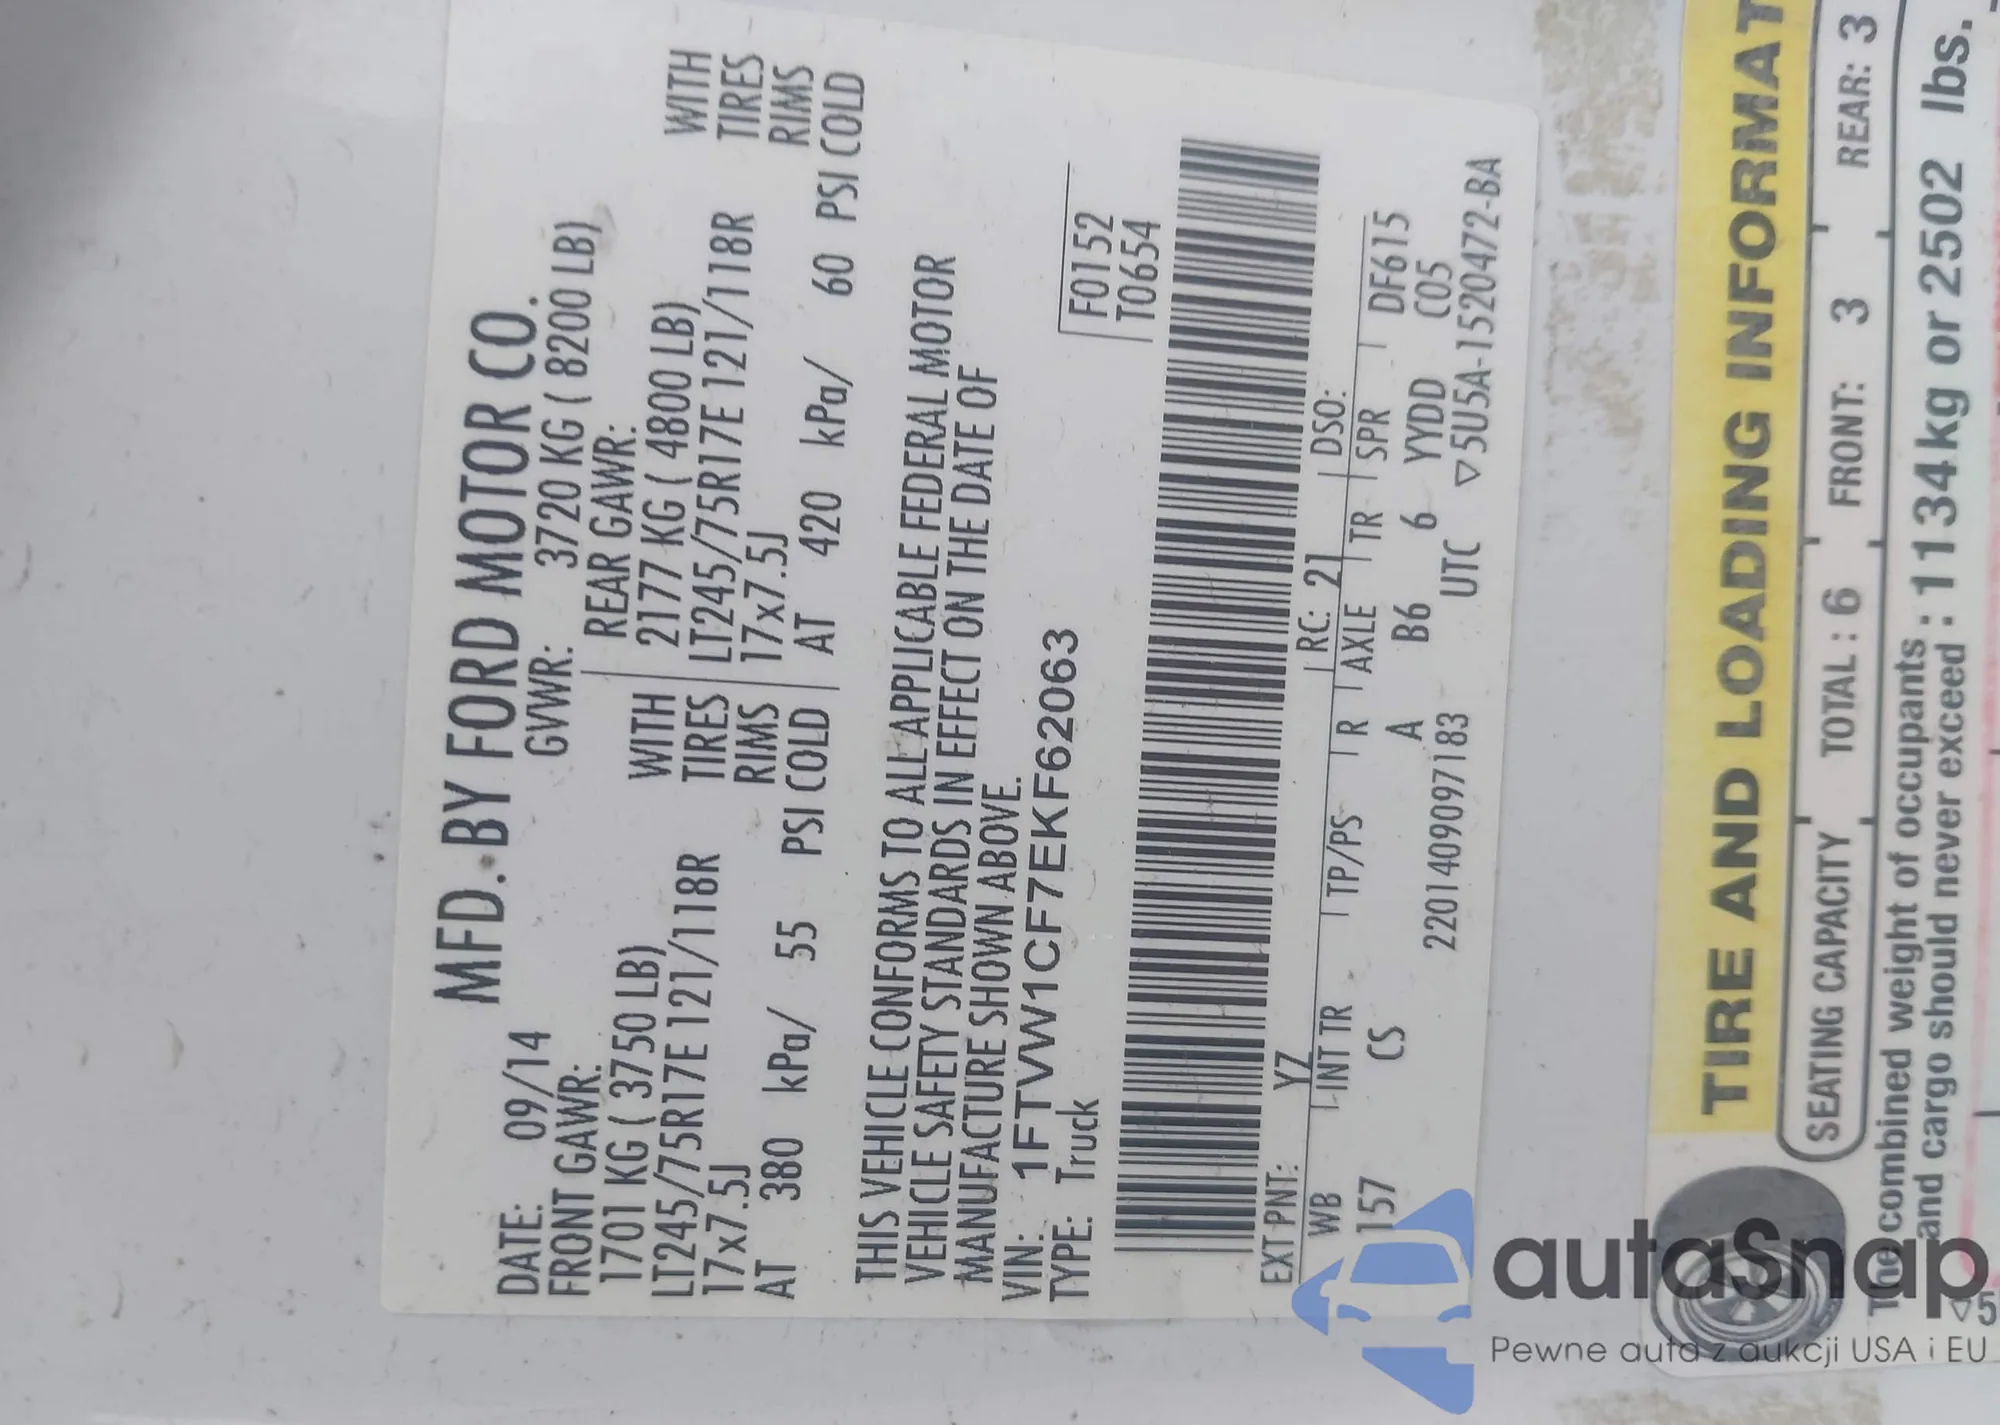 MFD. BY FORD MOTOR CO.
DATE: 09/14 GVWR: 3720 KG ( 8200 LB)
FRONT GAWR: REAR GAWR:
1701 KG ( 3750 LB) WITH 2177 KG ( 4800 LB) WITH
LT245/75R17E 121/118R TIRES LT245/75R17E 121/118R TIRES
17x7.5J RIMS 17x7.5J RIMS
AT 380 kPa/ 55 PSI COLD AT 420 kPa/ 60 PSI COLD
THIS VEHICLE CONFORMS TO ALL APPLICABLE FEDERAL MOTOR
VEHICLE SAFETY STANDARDS IN EFFECT ON THE DATE OF
MANUFACTURE SHOWN ABOVE.
VIN: 1FTVW1CF7EKF62063
TYPE: Truck
F0152
T0654
EXT PNT: YZ RC: 21 DSO:
WB INT TR TP/PS R AXLE TR SPR DF615
157 CS A B6 6 YYDD C05
2201409097183 UTC ▽5U5A-1520472-BA
TIRE AND LOADING INFORMAT
SEATING CAPACITY TOTAL : 6 FRONT: 3 REAR: 3
The combined weight of occupants
and cargo should never exceed : 1134kg or 2502 lbs.
▽5
autaSnap
Pewne auta z aukcji USA i EU